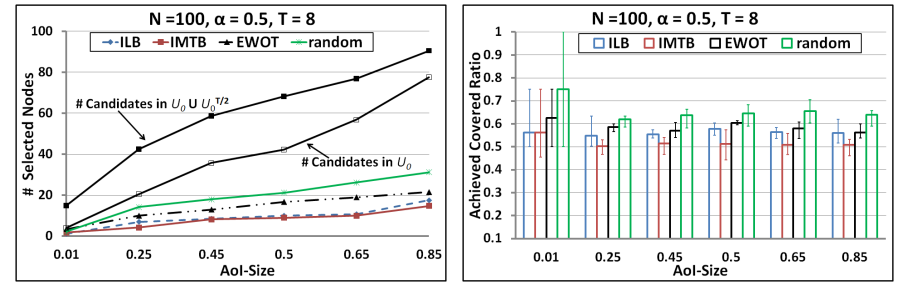 N =100, α = 0.5, T = 8
ILB IMTB EWOT random
# Selected Nodes
100
80
60
40
20
0
# Candidates in U₀ U U₀ᵀ/²
# Candidates in U₀
0.01 0.25 0.45 0.5 0.65 0.85
AoI-Size
N=100, α = 0.5, T = 8
ILB IMTB EWOT random
Achieved Covered Ratio
1
0.9
0.8
0.7
0.6
0.5
0.4
0.3
0.2
0.1
0.01 0.25 0.45 0.5 0.65 0.85
AoI-Size